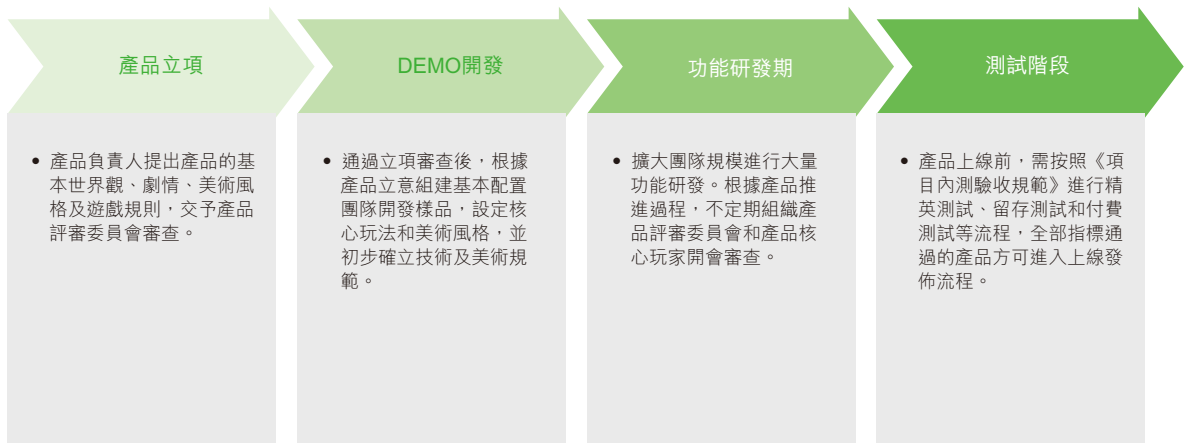 產品立項
DEMO開發
功能研發期
測試階段
• 產品負責人提出產品的基
本世界觀、劇情、美術風
格及遊戲規則，交予產品
評審委員會審查。
• 通過立項審查後，根據
產品立意組建基本配置
團隊開發樣品，設定核
心玩法和美術風格，並
初步確立技術及美術規
範。
• 擴大團隊規模進行大量
功能研發。根據產品推
進過程，不定期組織產
品評審委員會和產品核
心玩家開會審查。
• 產品上線前，需按照《項
目內測驗收規範》進行精
英測試、留存測試和付費
測試等流程，全部指標通
過的產品方可進入上線發
佈流程。